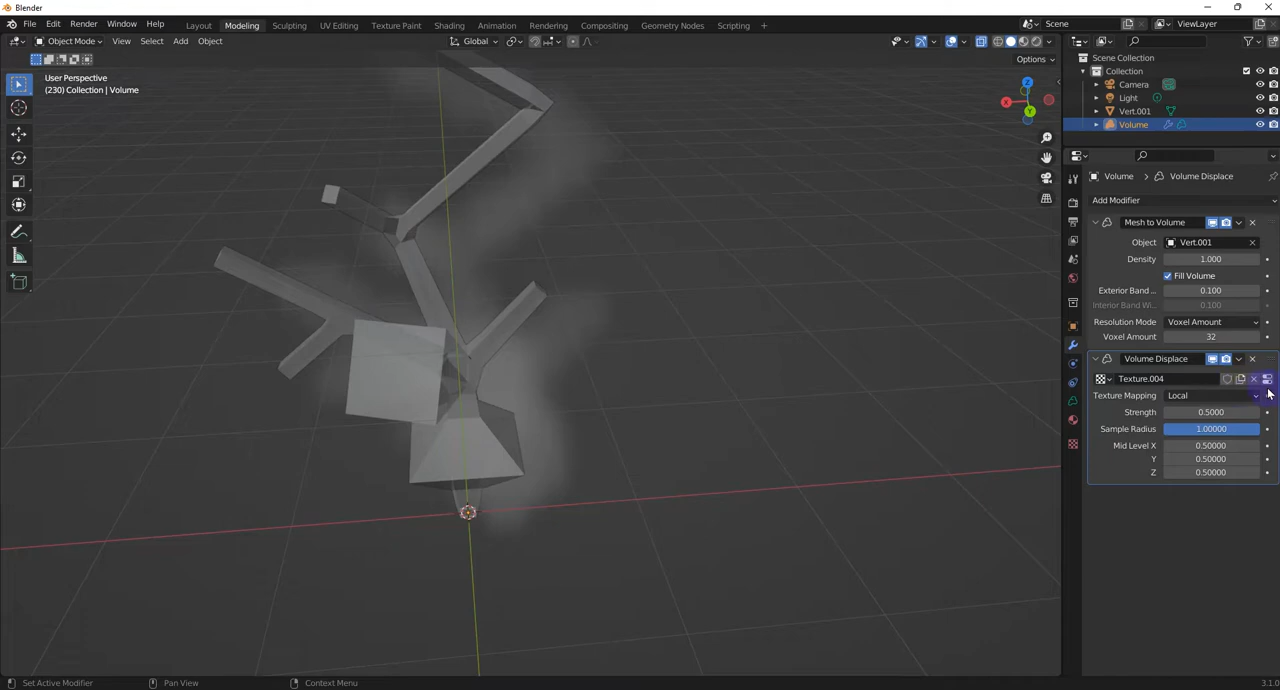 Blender
File Edit Render Window Help Layout Modeling Sculpting UV Editing Texture Paint Shading Animation Rendering Compositing Geometry Nodes Scripting + Scene ViewLayer
Object Mode View Select Add Object Global
Options
User Perspective
(230) Collection | Volume
X Y Z
Scene Collection
Collection
Camera
Light
Vert.001
Volume
Volume > Volume Displace
Add Modifier
Mesh to Volume
Object Vert.001
Density 1.000
Fill Volume
Exterior Band ... 0.100
Interior Band Wi... 0.100
Resolution Mode Voxel Amount
Voxel Amount 32
Volume Displace
Texture.004
Texture Mapping Local
Strength 0.5000
Sample Radius 1.00000
Mid Level X 0.50000
Y 0.50000
Z 0.50000
Set Active Modifier Pan View Context Menu 3.1.0